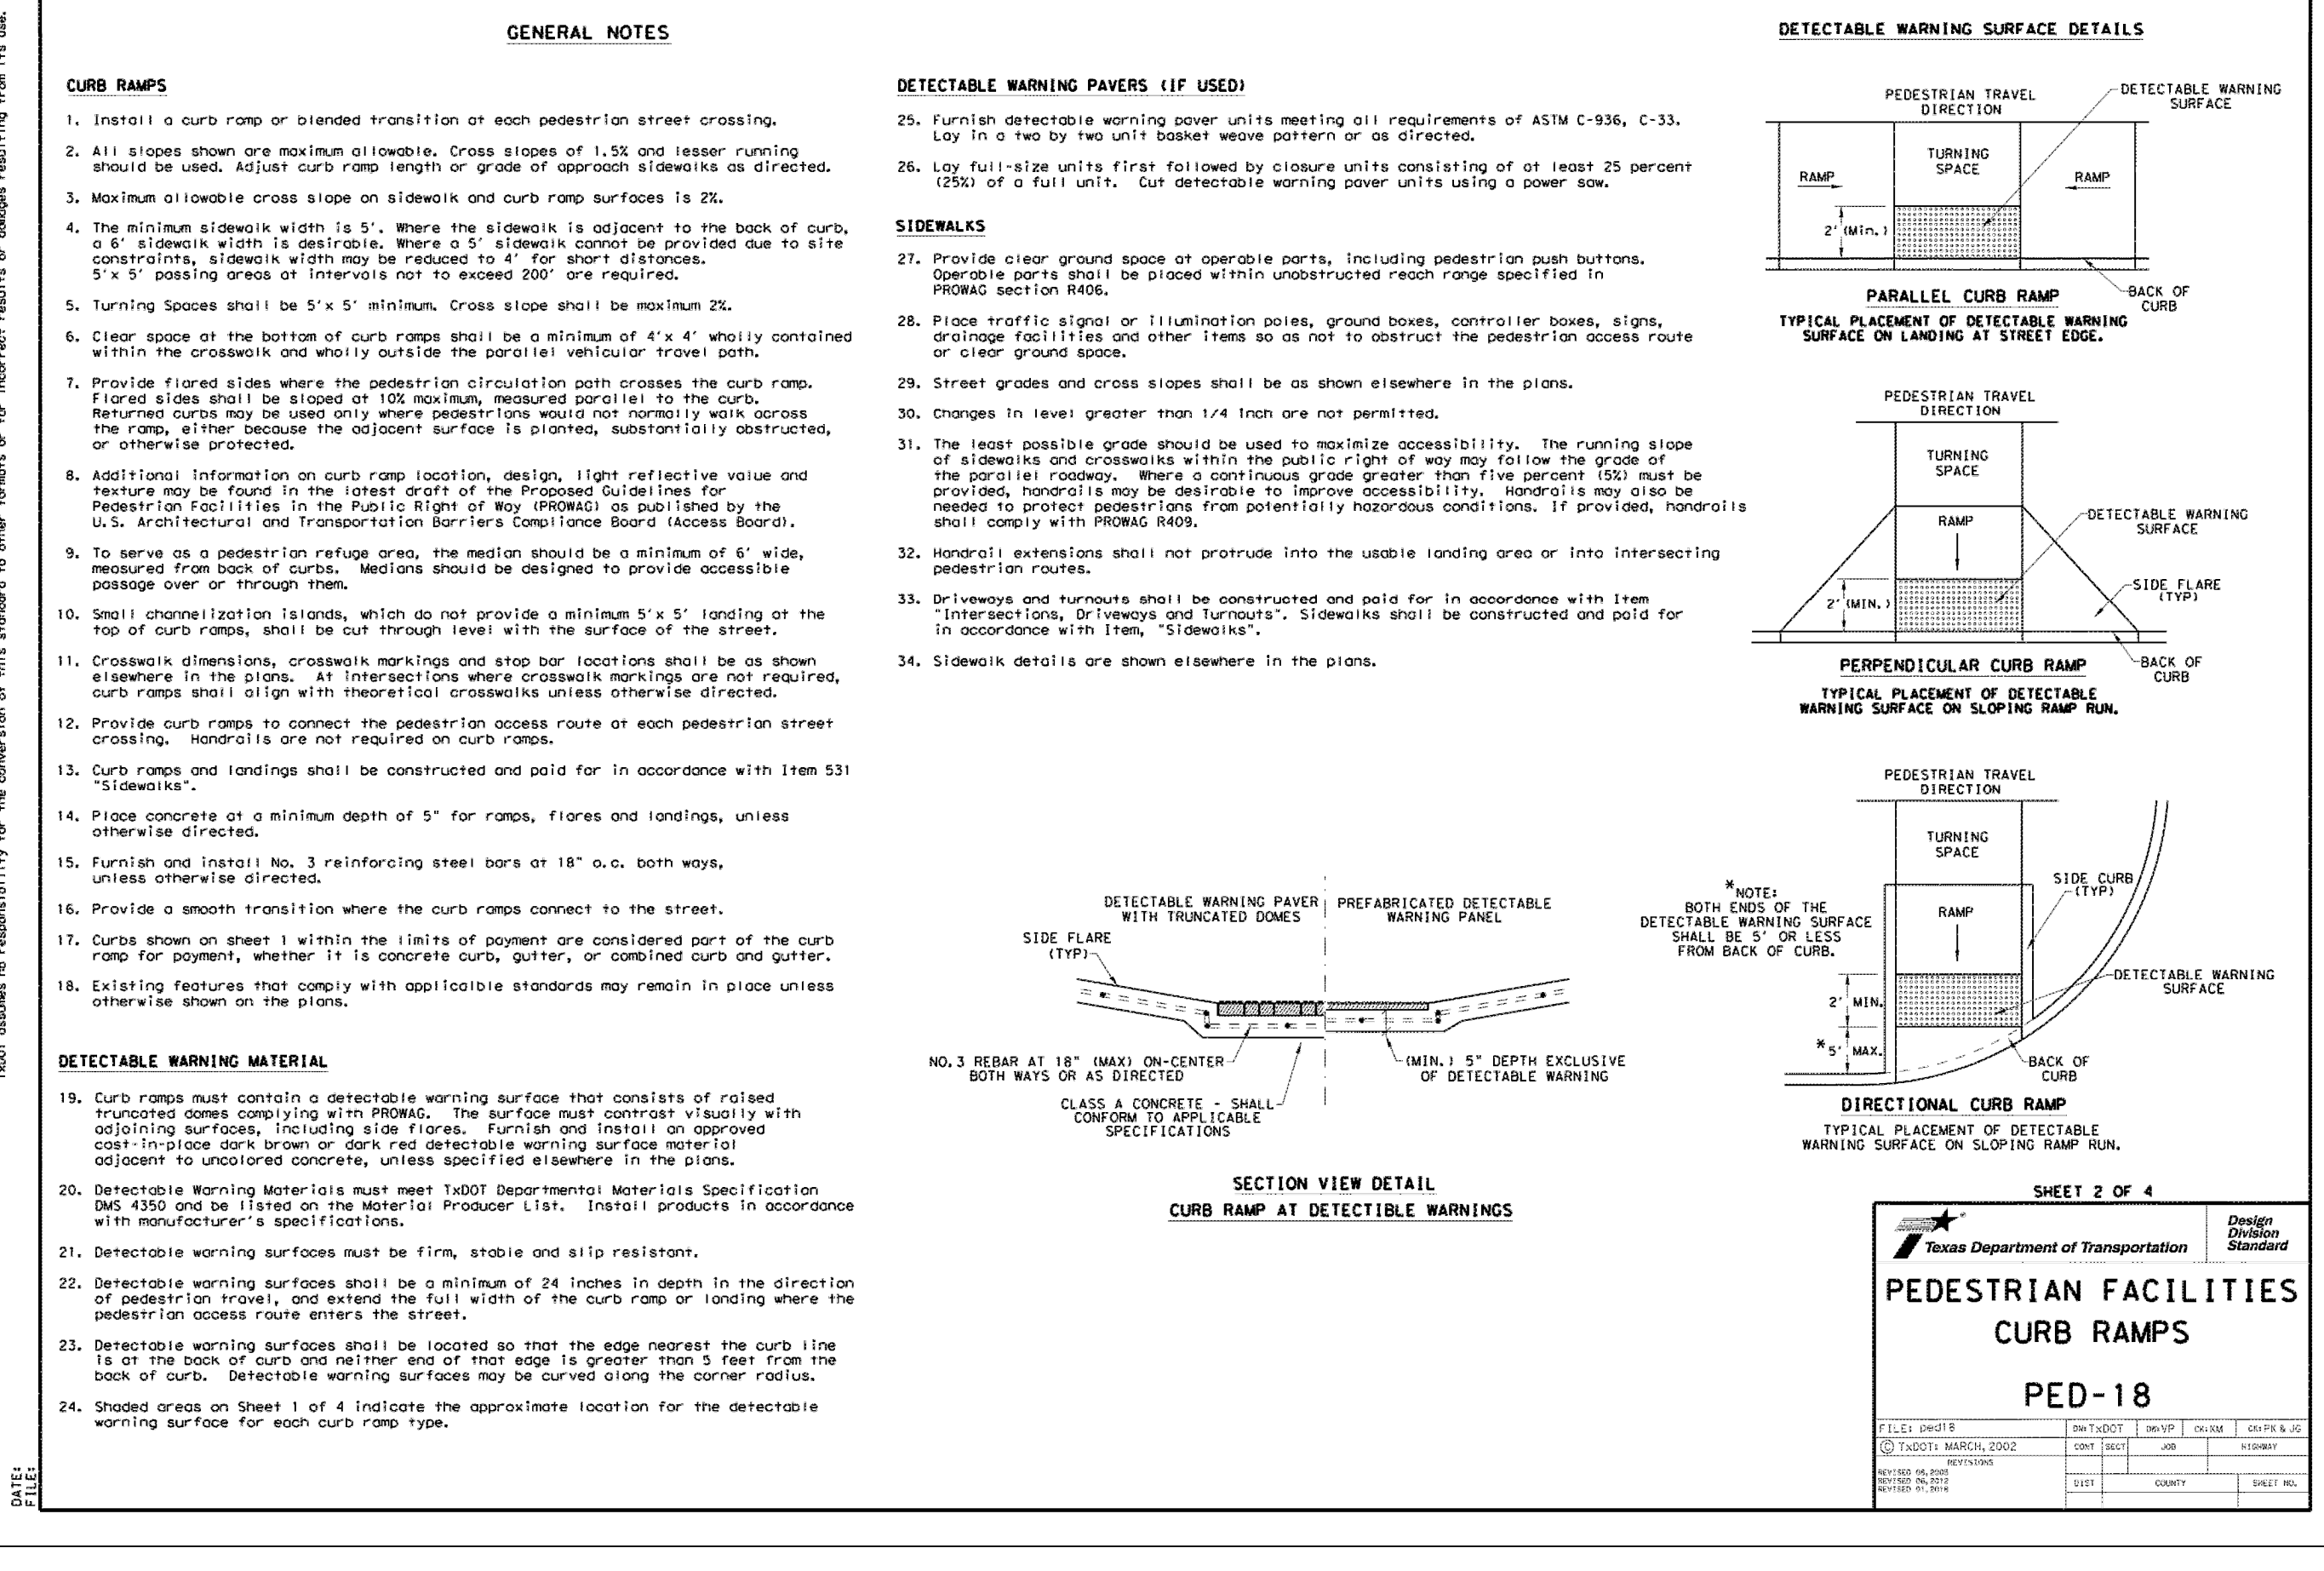 GENERAL NOTES
CURB RAMPS
1. Install a curb ramp or blended transition at each pedestrian street crossing.
2. All slopes shown are maximum allowable. Cross slopes of 1.5% and lesser running
should be used. Adjust curb ramp length or grade of approach sidewalks as directed.
3. Maximum allowable cross slope on sidewalk and curb ramp surfaces is 2%.
4. The minimum sidewalk width is 5'. Where the sidewalk is adjacent to the back of curb,
a 6' sidewalk width is desirable. Where a 5' sidewalk cannot be provided due to site
constraints, sidewalk width may be reduced to 4' for short distances.
5'x 5' passing areas at intervals not to exceed 200' are required.
5. Turning Spaces shall be 5'x 5' minimum. Cross slope shall be maximum 2%.
6. Clear space at the bottom of curb ramps shall be a minimum of 4'x 4' wholly contained
within the crosswalk and wholly outside the parallel vehicular travel path.
7. Provide flared sides where the pedestrian circulation path crosses the curb ramp.
Flared sides shall be sloped at 10% maximum, measured parallel to the curb.
Returned curbs may be used only where pedestrians would not normally walk across
the ramp, either because the adjacent surface is planted, substantially obstructed,
or otherwise protected.
8. Additional information on curb ramp location, design, light reflective value and
texture may be found in the latest draft of the Proposed Guidelines for
Pedestrian Facilities in the Public Right of Way (PROWAG) as published by the
U.S. Architectural and Transportation Barriers Compliance Board (Access Board).
9. To serve as a pedestrian refuge area, the median should be a minimum of 6' wide,
measured from back of curbs. Medians should be designed to provide accessible
passage over or through them.
10. Small channelization islands, which do not provide a minimum 5'x 5' landing at the
top of curb ramps, shall be cut through level with the surface of the street.
11. Crosswalk dimensions, crosswalk markings and stop bar locations shall be as shown
elsewhere in the plans. At intersections where crosswalk markings are not required,
curb ramps shall align with theoretical crosswalks unless otherwise directed.
12. Provide curb ramps to connect the pedestrian access route at each pedestrian street
crossing. Handrails are not required on curb ramps.
13. Curb ramps and landings shall be constructed and paid for in accordance with Item 531
"Sidewalks".
14. Place concrete at a minimum depth of 5" for ramps, flares and landings, unless
otherwise directed.
15. Furnish and install No. 3 reinforcing steel bars at 18" o.c. both ways,
unless otherwise directed.
16. Provide a smooth transition where the curb ramps connect to the street.
17. Curbs shown on sheet 1 within the limits of payment are considered part of the curb
ramp for payment, whether it is concrete curb, gutter, or combined curb and gutter.
18. Existing features that comply with applicalble standards may remain in place unless
otherwise shown on the plans.
DETECTABLE WARNING MATERIAL
19. Curb ramps must contain a detectable warning surface that consists of raised
truncated domes complying with PROWAG. The surface must contrast visually with
adjoining surfaces, including side flares. Furnish and install an approved
cast-in-place dark brown or dark red detectable warning surface material
adjacent to uncolored concrete, unless specified elsewhere in the plans.
20. Detectable Warning Materials must meet TxDOT Departmental Materials Specification
DMS 4350 and be listed on the Material Producer List. Install products in accordance
with manufacturer's specifications.
21. Detectable warning surfaces must be firm, stable and slip resistant.
22. Detectable warning surfaces shall be a minimum of 24 inches in depth in the direction
of pedestrian travel, and extend the full width of the curb ramp or landing where the
pedestrian access route enters the street.
23. Detectable warning surfaces shall be located so that the edge nearest the curb line
is at the back of curb and neither end of that edge is greater than 5 feet from the
back of curb. Detectable warning surfaces may be curved along the corner radius.
24. Shaded areas on Sheet 1 of 4 indicate the approximate location for the detectable
warning surface for each curb ramp type.
DETECTABLE WARNING PAVERS (IF USED)
25. Furnish detectable warning paver units meeting all requirements of ASTM C-936, C-33.
Lay in a two by two unit basket weave pattern or as directed.
26. Lay full-size units first followed by closure units consisting of at least 25 percent
(25%) of a full unit. Cut detectable warning paver units using a power saw.
SIDEWALKS
27. Provide clear ground space at operable parts, including pedestrian push buttons.
Operable parts shall be placed within unobstructed reach range specified in
PROWAG section R406.
28. Place traffic signal or illumination poles, ground boxes, controller boxes, signs,
drainage facilities and other items so as not to obstruct the pedestrian access route
or clear ground space.
29. Street grades and cross slopes shall be as shown elsewhere in the plans.
30. Changes in level greater than 1/4 inch are not permitted.
31. The least possible grade should be used to maximize accessibility. The running slope
of sidewalks and crosswalks within the public right of way may follow the grade of
the parallel roadway. Where a continuous grade greater than five percent (5%) must be
provided, handrails may be desirable to improve accessibility. Handrails may also be
needed to protect pedestrians from potentially hazardous conditions. If provided, handrails
shall comply with PROWAG R409.
32. Handrail extensions shall not protrude into the usable landing area or into intersecting
pedestrian routes.
33. Driveways and turnouts shall be constructed and paid for in accordance with Item
"Intersections, Driveways and Turnouts". Sidewalks shall be constructed and paid for
in accordance with Item, "Sidewalks".
34. Sidewalk details are shown elsewhere in the plans.
DETECTABLE WARNING PAVER
WITH TRUNCATED DOMES
PREFABRICATED DETECTABLE
WARNING PANEL
SIDE FLARE
(TYP)
NO.3 REBAR AT 18" (MAX) ON-CENTER
BOTH WAYS OR AS DIRECTED
(MIN.) 5" DEPTH EXCLUSIVE
OF DETECTABLE WARNING
CLASS A CONCRETE - SHALL
CONFORM TO APPLICABLE
SPECIFICATIONS
SECTION VIEW DETAIL
CURB RAMP AT DETECTIBLE WARNINGS
DETECTABLE WARNING SURFACE DETAILS
PEDESTRIAN TRAVEL
DIRECTION
DETECTABLE WARNING
SURFACE
TURNING
SPACE
RAMP
RAMP
2' (Min.)
BACK OF
CURB
PARALLEL CURB RAMP
TYPICAL PLACEMENT OF DETECTABLE WARNING
SURFACE ON LANDING AT STREET EDGE.
PEDESTRIAN TRAVEL
DIRECTION
TURNING
SPACE
RAMP
DETECTABLE WARNING
SURFACE
SIDE FLARE
(TYP)
2' (MIN.)
BACK OF
CURB
PERPENDICULAR CURB RAMP
TYPICAL PLACEMENT OF DETECTABLE
WARNING SURFACE ON SLOPING RAMP RUN.
PEDESTRIAN TRAVEL
DIRECTION
TURNING
SPACE
SIDE CURB
(TYP)
*NOTE:
BOTH ENDS OF THE
DETECTABLE WARNING SURFACE
SHALL BE 5' OR LESS
FROM BACK OF CURB.
RAMP
DETECTABLE WARNING
SURFACE
2' MIN.
*5' MAX.
BACK OF
CURB
DIRECTIONAL CURB RAMP
TYPICAL PLACEMENT OF DETECTABLE
WARNING SURFACE ON SLOPING RAMP RUN.
SHEET 2 OF 4
®
Texas Department of Transportation
Design
Division
Standard
PEDESTRIAN FACILITIES
CURB RAMPS
PED-18
FILE: ped18
DN: TxDOT
DW: VP
CK: KM
CK: PK & JG
© TxDOT: MARCH, 2002
CONT
SECT
JOB
HIGHWAY
REVISIONS
REVISED 06,2012
REVISED 01,2018
DIST
COUNTY
SHEET NO.
DATE:
FILE: